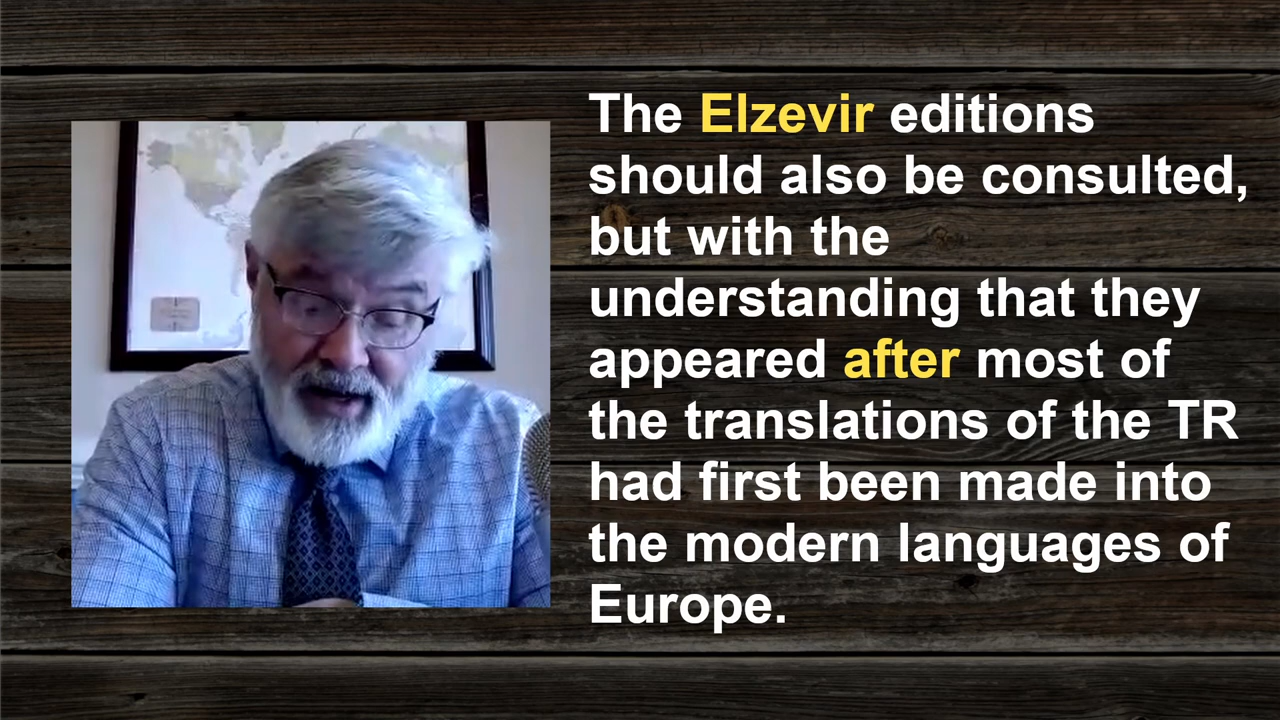 The Elzevir editions
should also be consulted,
but with the
understanding that they
appeared after most of
the translations of the TR
had first been made into
the modern languages of
Europe.